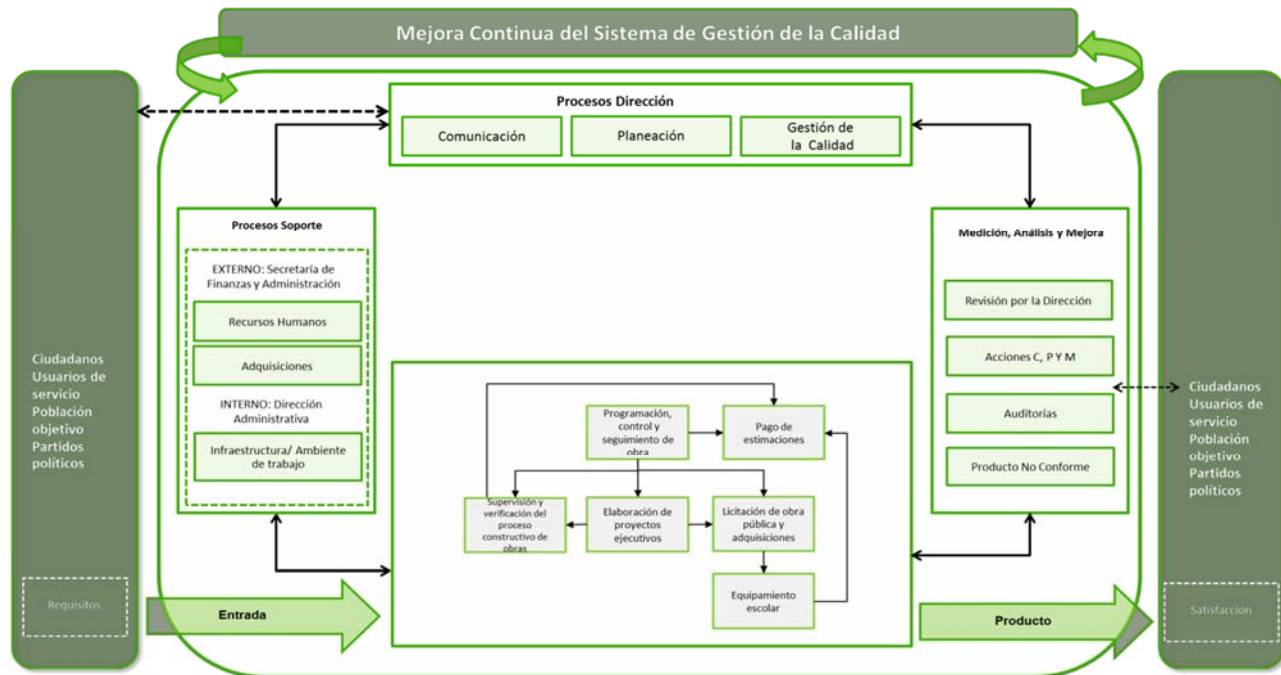 Mejora Continua del Sistema de Gestión de la Calidad
Procesos Dirección
Comunicación
Planeación
Gestión de
la Calidad
Procesos Soporte
EXTERNO: Secretaría de
Finanzas y Administración
Recursos Humanos
Adquisiciones
INTERNO: Dirección
Administrativa
Infraestructura/ Ambiente
de trabajo
Medición, Análisis y Mejora
Revisión por la Dirección
Acciones C, P Y M
Auditorías
Producto No Conforme
Ciudadanos
Usuarios de
servicio
Población
objetivo
Partidos
políticos
Requisitos
Entrada
Programación,
control y
seguimiento de
obra
Pago de
estimaciones
Supervisión y
verificación del
proceso
constructivo de
obras
Elaboración de
proyectos
ejecutivos
Licitación de obra
pública y
adquisiciones
Equipamiento
escolar
Producto
Ciudadanos
Usuarios de
servicio
Población
objetivo
Partidos
políticos
Satisfacción